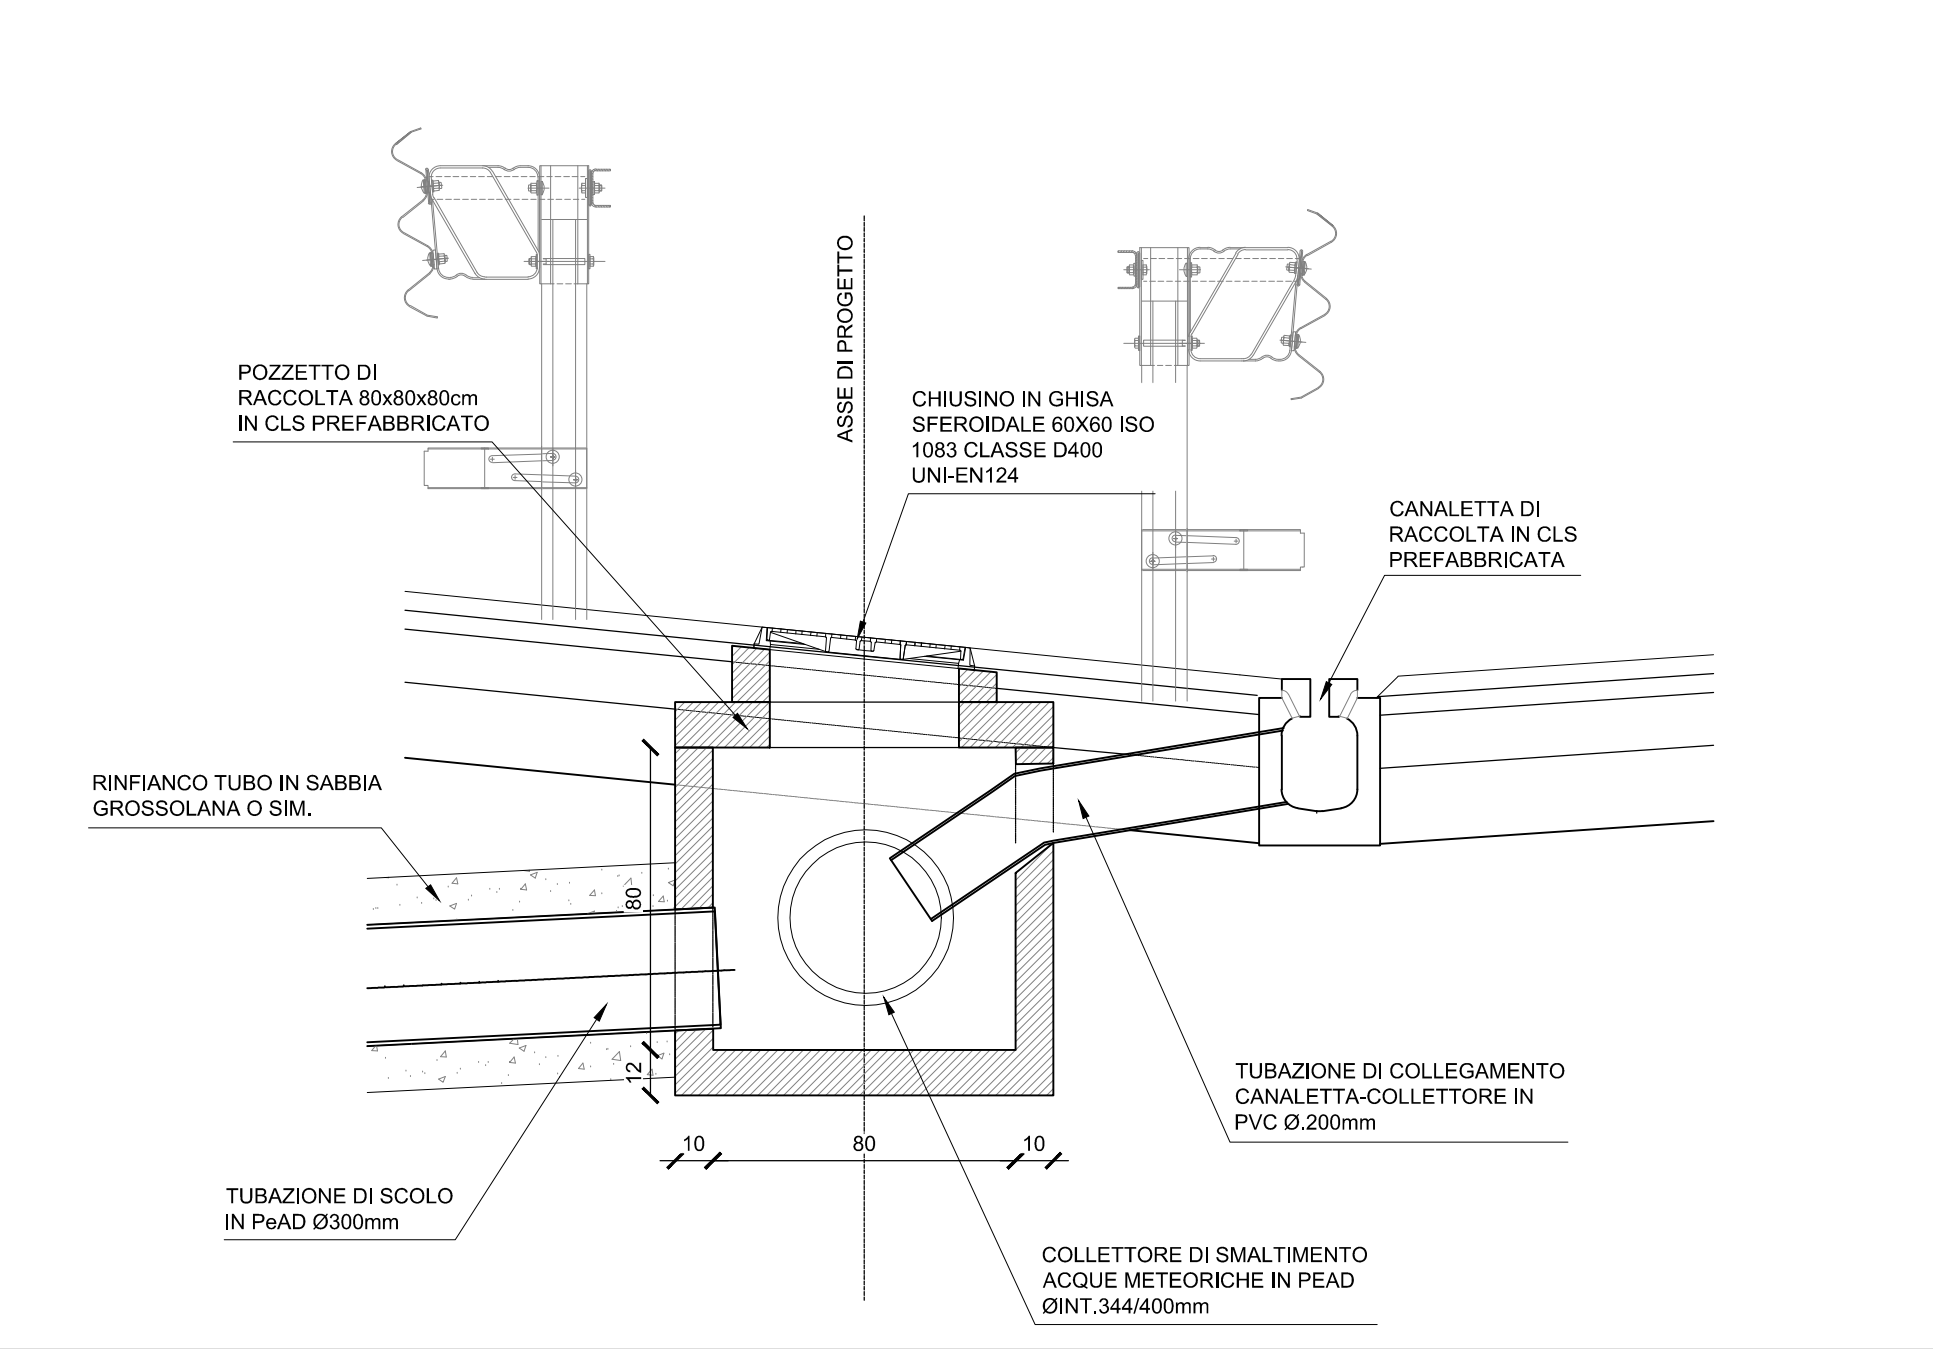 ASSE DI PROGETTO
POZZETTO DI
RACCOLTA 80x80x80cm
IN CLS PREFABBRICATO
CHIUSINO IN GHISA
SFEROIDALE 60X60 ISO
1083 CLASSE D400
UNI-EN124
CANALETTA DI
RACCOLTA IN CLS
PREFABBRICATA
RINFIANCO TUBO IN SABBIA
GROSSOLANA O SIM.
80
12
10
80
10
TUBAZIONE DI COLLEGAMENTO
CANALETTA-COLLETTORE IN
PVC Ø.200mm
TUBAZIONE DI SCOLO
IN PeAD Ø300mm
COLLETTORE DI SMALTIMENTO
ACQUE METEORICHE IN PEAD
ØINT.344/400mm